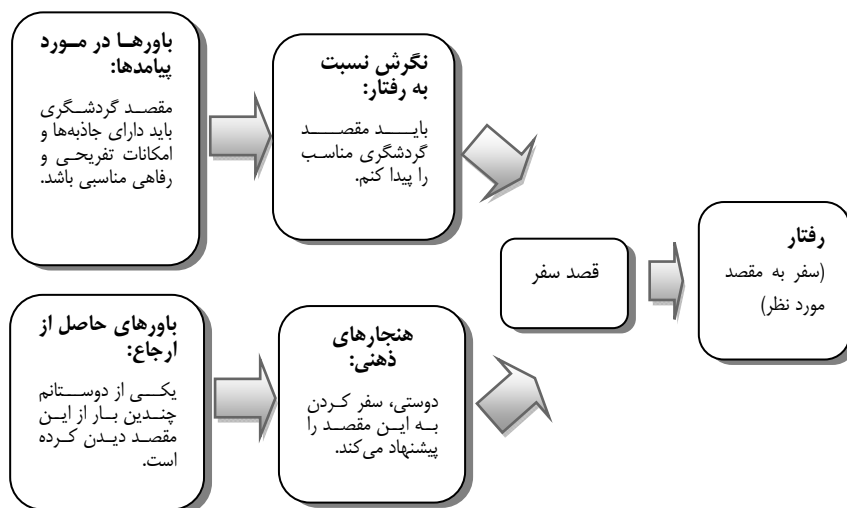 باورها در مورد
پیامدها:
مقصد گردشگری
باید دارای جاذبه‌ها و
امکانات تفریحی و
رفاهی مناسبی باشد.
نگرش نسبت
به رفتار:
باید مقصد
گردشگری مناسب
را پیدا کنم.
قصد سفر
رفتار
(سفر به مقصد
مورد نظر)
باورهای حاصل از
ارجاع:
یکی از دوستانم
چندین بار از این
مقصد دیدن کرده
است.
هنجارهای
ذهنی:
دوستی، سفر کردن
به این مقصد را
پیشنهاد می‌کند.